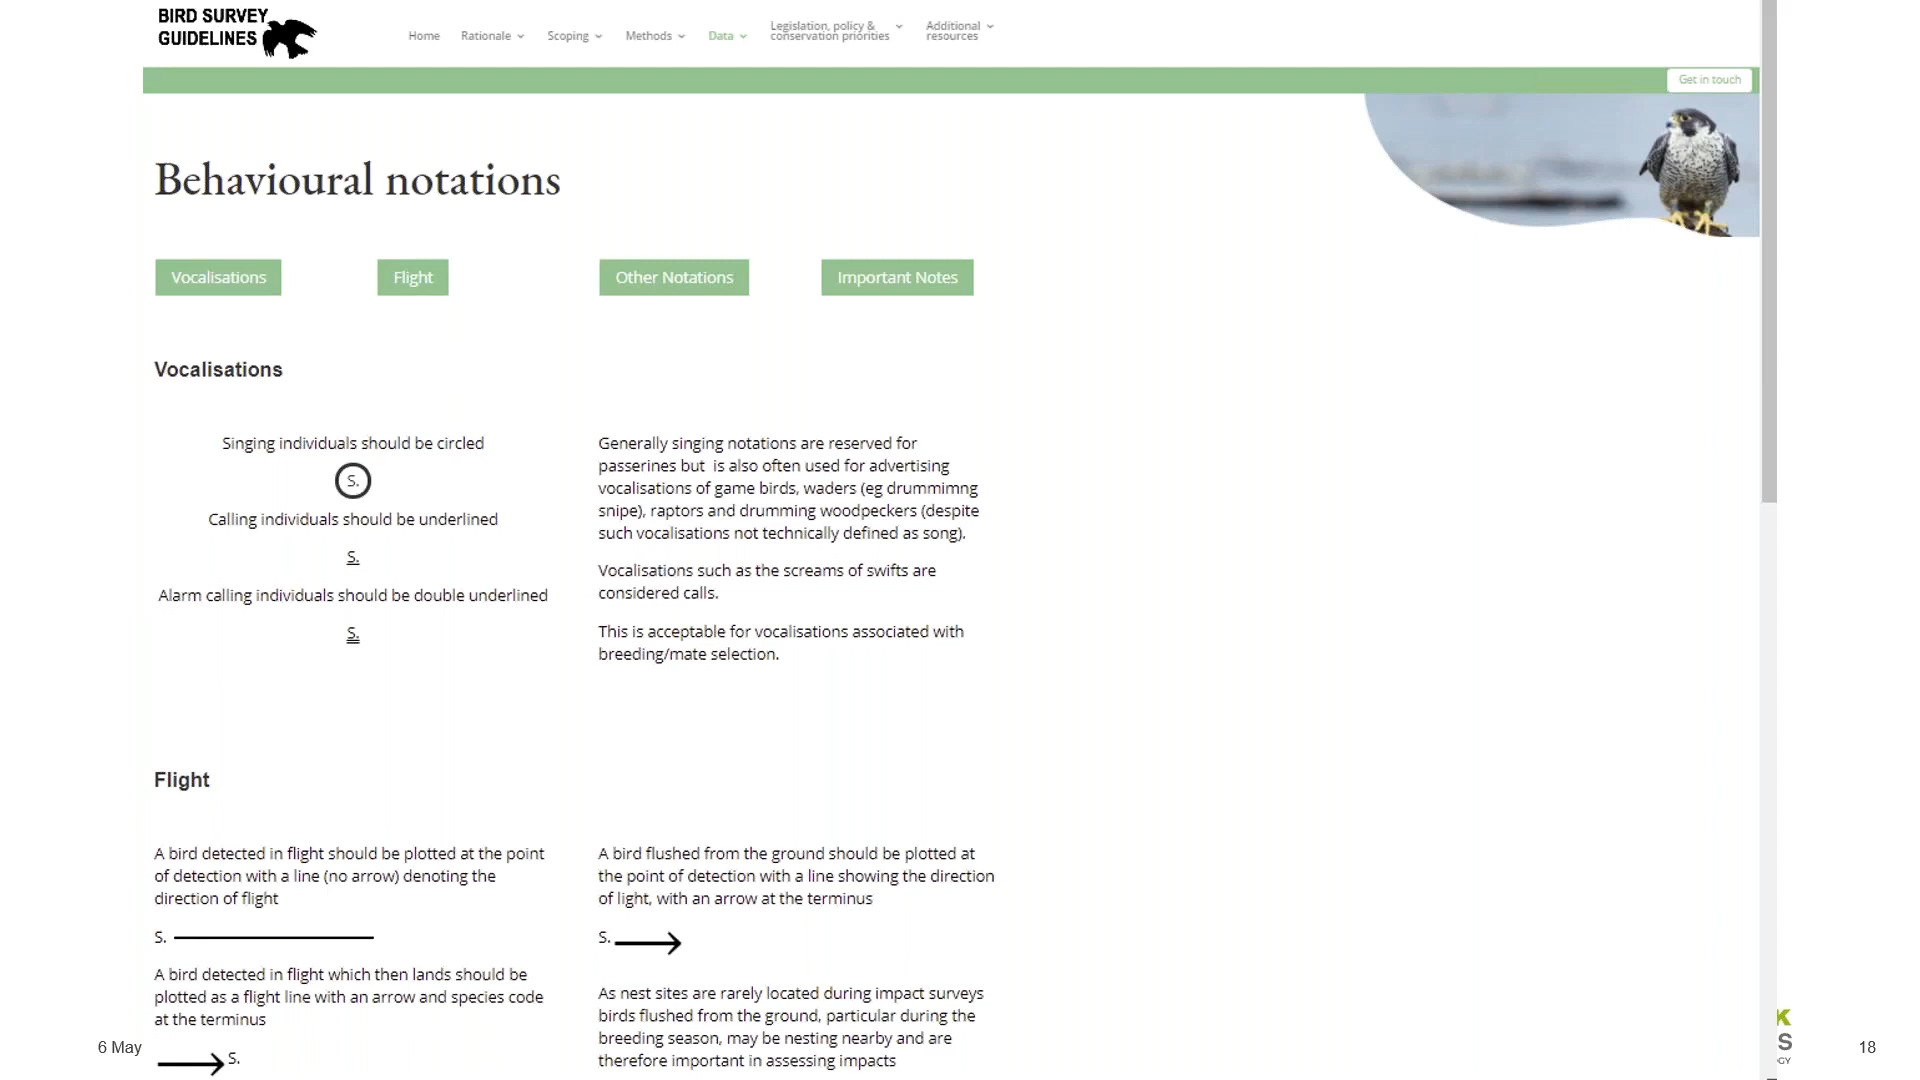 BIRD SURVEY
GUIDELINES
Home
Rationale
Scoping
Methods
Data
Legislation, policy &
conservation priorities
Additional
resources
Get in touch
Behavioural notations
Vocalisations
Flight
Other Notations
Important Notes
Vocalisations
Singing individuals should be circled
S.
Calling individuals should be underlined
S.
Alarm calling individuals should be double underlined
S.
Generally singing notations are reserved for
passerines but is also often used for advertising
vocalisations of game birds, waders (eg drummimng
snipe), raptors and drumming woodpeckers (despite
such vocalisations not technically defined as song).
Vocalisations such as the screams of swifts are
considered calls.
This is acceptable for vocalisations associated with
breeding/mate selection.
Flight
A bird detected in flight should be plotted at the point
of detection with a line (no arrow) denoting the
direction of flight
S.
A bird detected in flight which then lands should be
plotted as a flight line with an arrow and species code
at the terminus
S.
A bird flushed from the ground should be plotted at
the point of detection with a line showing the direction
of light, with an arrow at the terminus
S.
As nest sites are rarely located during impact surveys
birds flushed from the ground, particular during the
breeding season, may be nesting nearby and are
therefore important in assessing impacts
6 May
K
S
GY
18